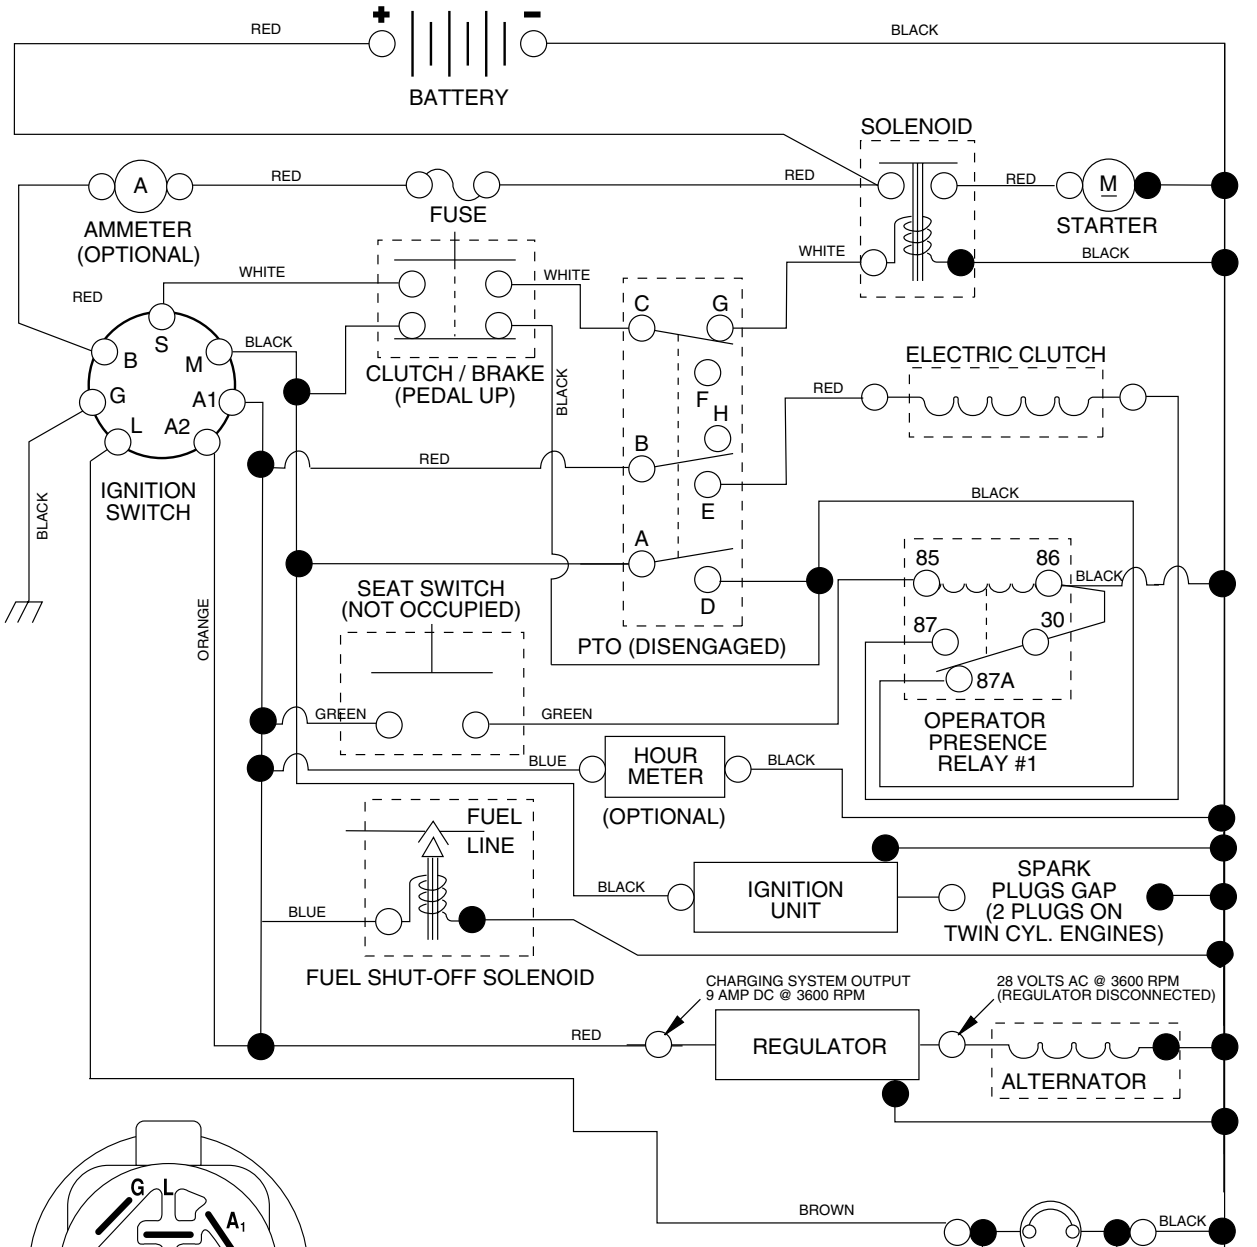 + −
RED
BLACK
BATTERY
SOLENOID
A
RED
RED
RED
M
FUSE
STARTER
AMMETER
(OPTIONAL)
WHITE
BLACK
WHITE
WHITE
RED
C G
S
B
M
BLACK
ELECTRIC CLUTCH
CLUTCH / BRAKE
(PEDAL UP)
BLACK
F
RED
G
A1
H
L
A2
B
RED
IGNITION
SWITCH
BLACK
E
BLACK
A
85
86
SEAT SWITCH
(NOT OCCUPIED)
BLACK
D
ORANGE
87
30
PTO (DISENGAGED)
87A
GREEN
GREEN
OPERATOR
PRESENCE
RELAY #1
BLUE
HOUR
METER
BLACK
(OPTIONAL)
FUEL
LINE
SPARK
PLUGS GAP
(2 PLUGS ON
TWIN CYL. ENGINES)
BLACK
IGNITION
UNIT
BLUE
FUEL SHUT-OFF SOLENOID
CHARGING SYSTEM OUTPUT
9 AMP DC @ 3600 RPM
28 VOLTS AC @ 3600 RPM
(REGULATOR DISCONNECTED)
RED
REGULATOR
ALTERNATOR
G L
A1
BROWN
BLACK